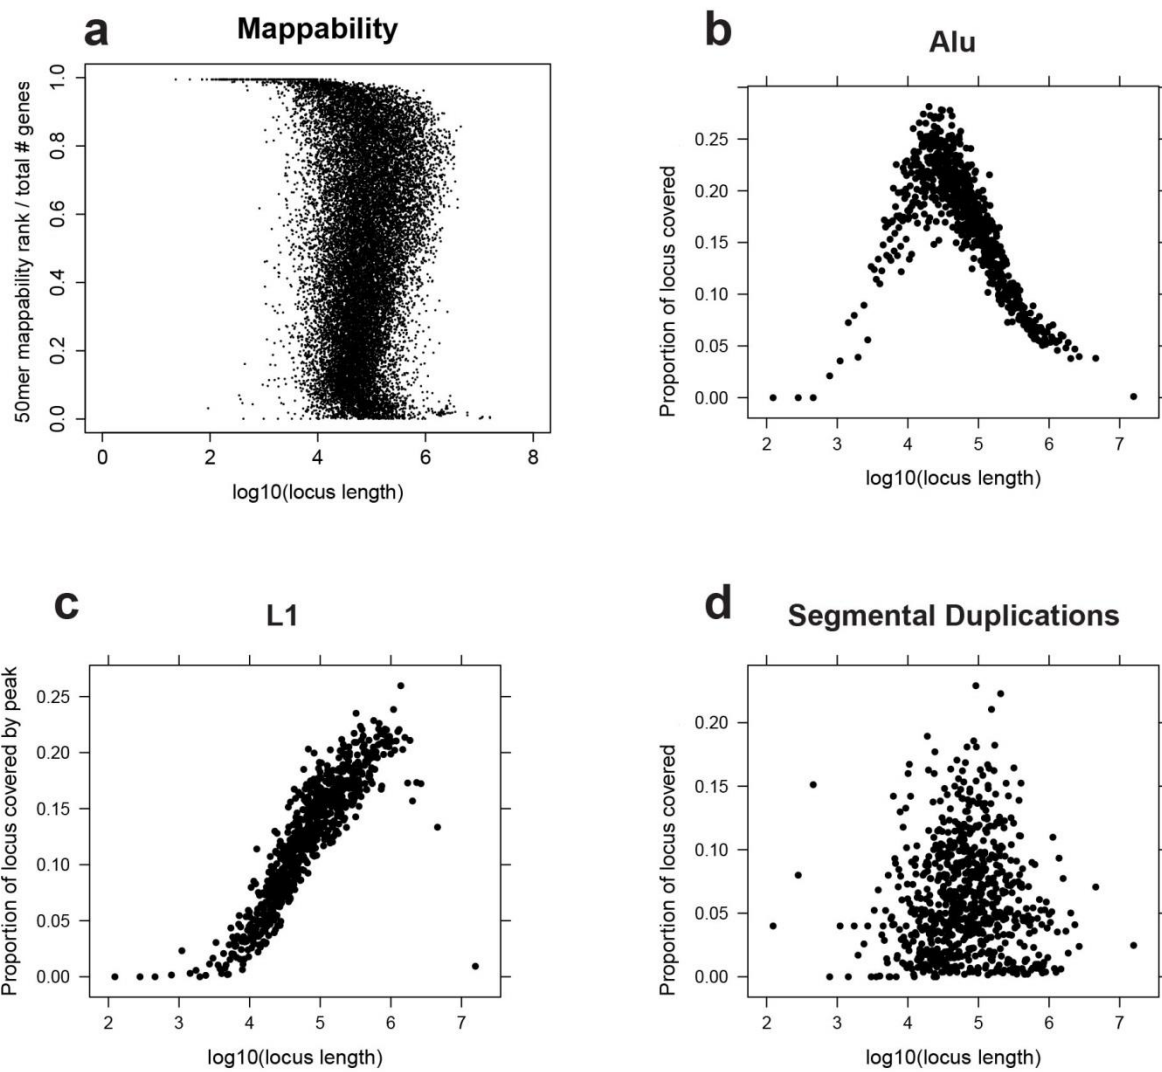 a
Mappability
50mer mappability rank / total # genes
1.0
0.8
0.6
0.4
0.2
0.0
0 2 4 6 8
log10(locus length)
b
Alu
Proportion of locus covered
0.25
0.20
0.15
0.10
0.05
0.00
2 3 4 5 6 7
log10(locus length)
c
L1
Proportion of locus covered by peak
0.25
0.20
0.15
0.10
0.05
0.00
2 3 4 5 6 7
log10(locus length)
d
Segmental Duplications
Proportion of locus covered
0.20
0.15
0.10
0.05
0.00
2 3 4 5 6 7
log10(locus length)